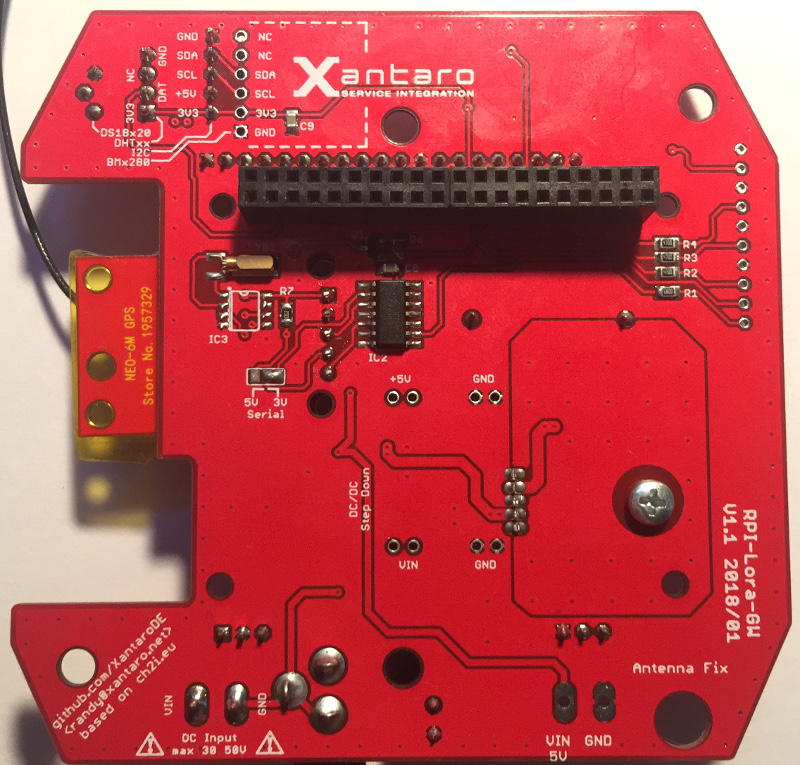 GND
SDA
SCL
+5V
3V3
NC
NC
SDA
SCL
3V3
GND
GND
NC
DAT
3V3
DS18x20
DHTxx
I2C
BMx280
C9
Xantaro
SERVICE INTEGRATION
R4
R3
R2
R1
R7
IC3
IC2
5V 3V
Serial
+5V
GND
NEO-6M GPS
Store No. 1957329
DC/DC
Step Down
VIN
GND
RPI-Lora-GW
V1.1 2018/01
github.com/XantaroDE
<randy@xantaro.net>
based on ch2i.eu
Antenna Fix
VIN
GND
DC Input
max 30 50V
VIN GND
5V